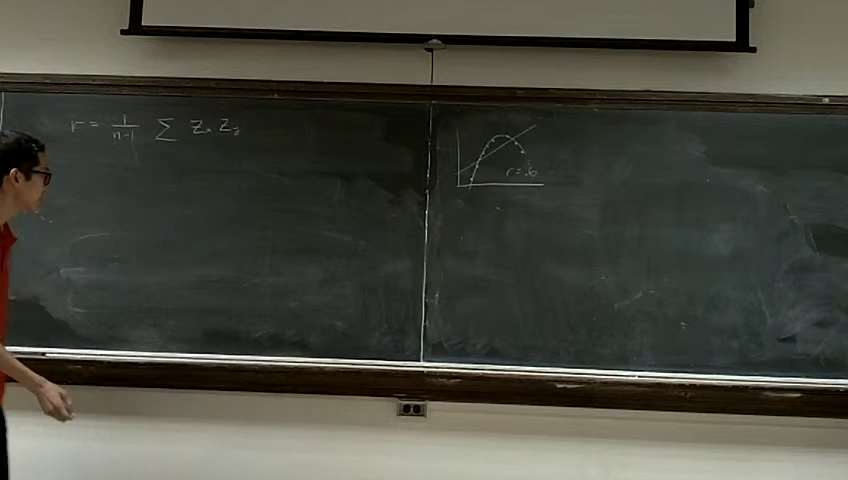 r = 1/(n-1) Σ Zx Zy
r = .6